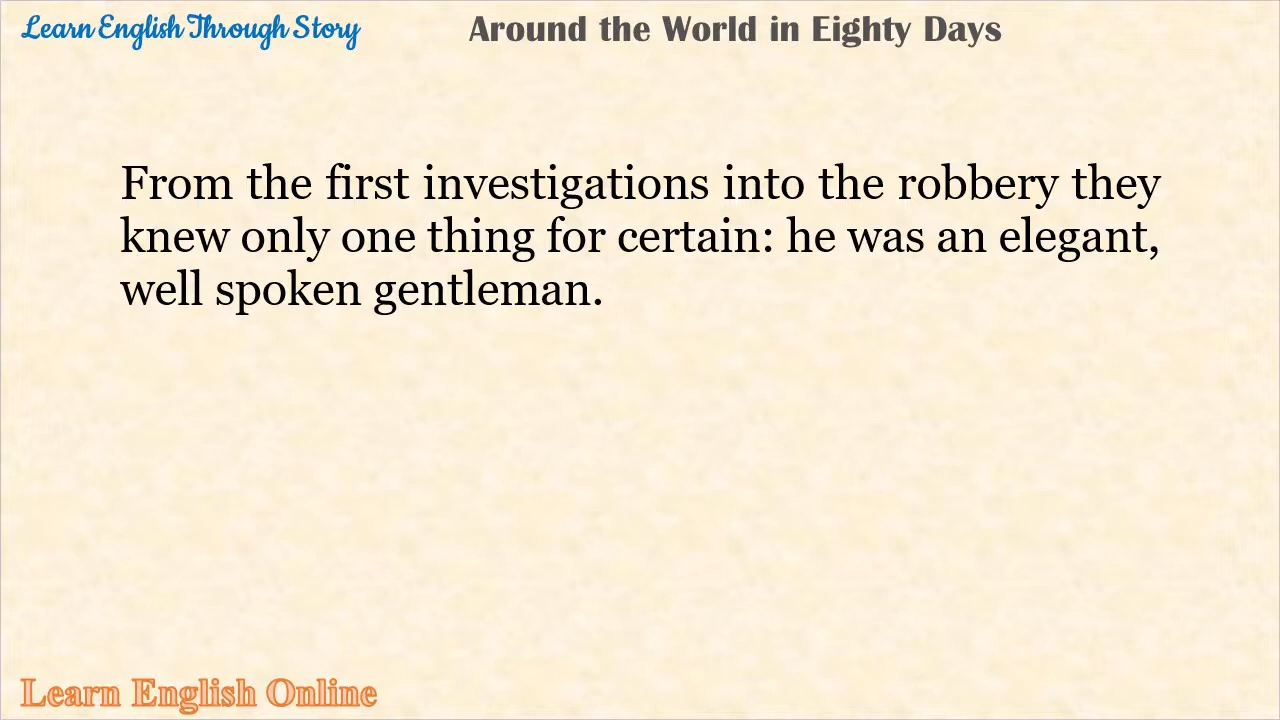 Learn English Through Story
Around the World in Eighty Days
From the first investigations into the robbery they
knew only one thing for certain: he was an elegant,
well spoken gentleman.
Learn English Online